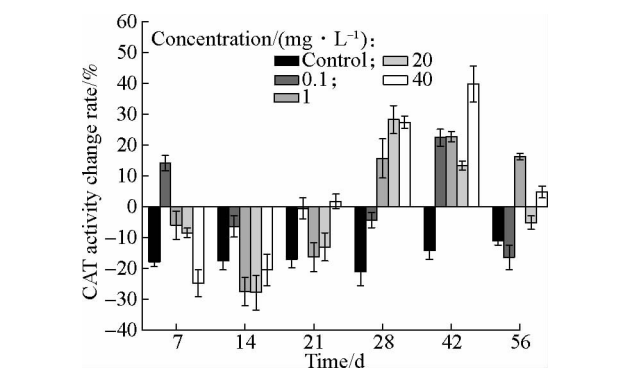 60
50
40
30
20
10
0
−10
−20
−30
−40
CAT activity change rate/%
Concentration/(mg · L⁻¹):
Control; 20
0.1; 40
1
7 14 21 28 42 56
Time/d